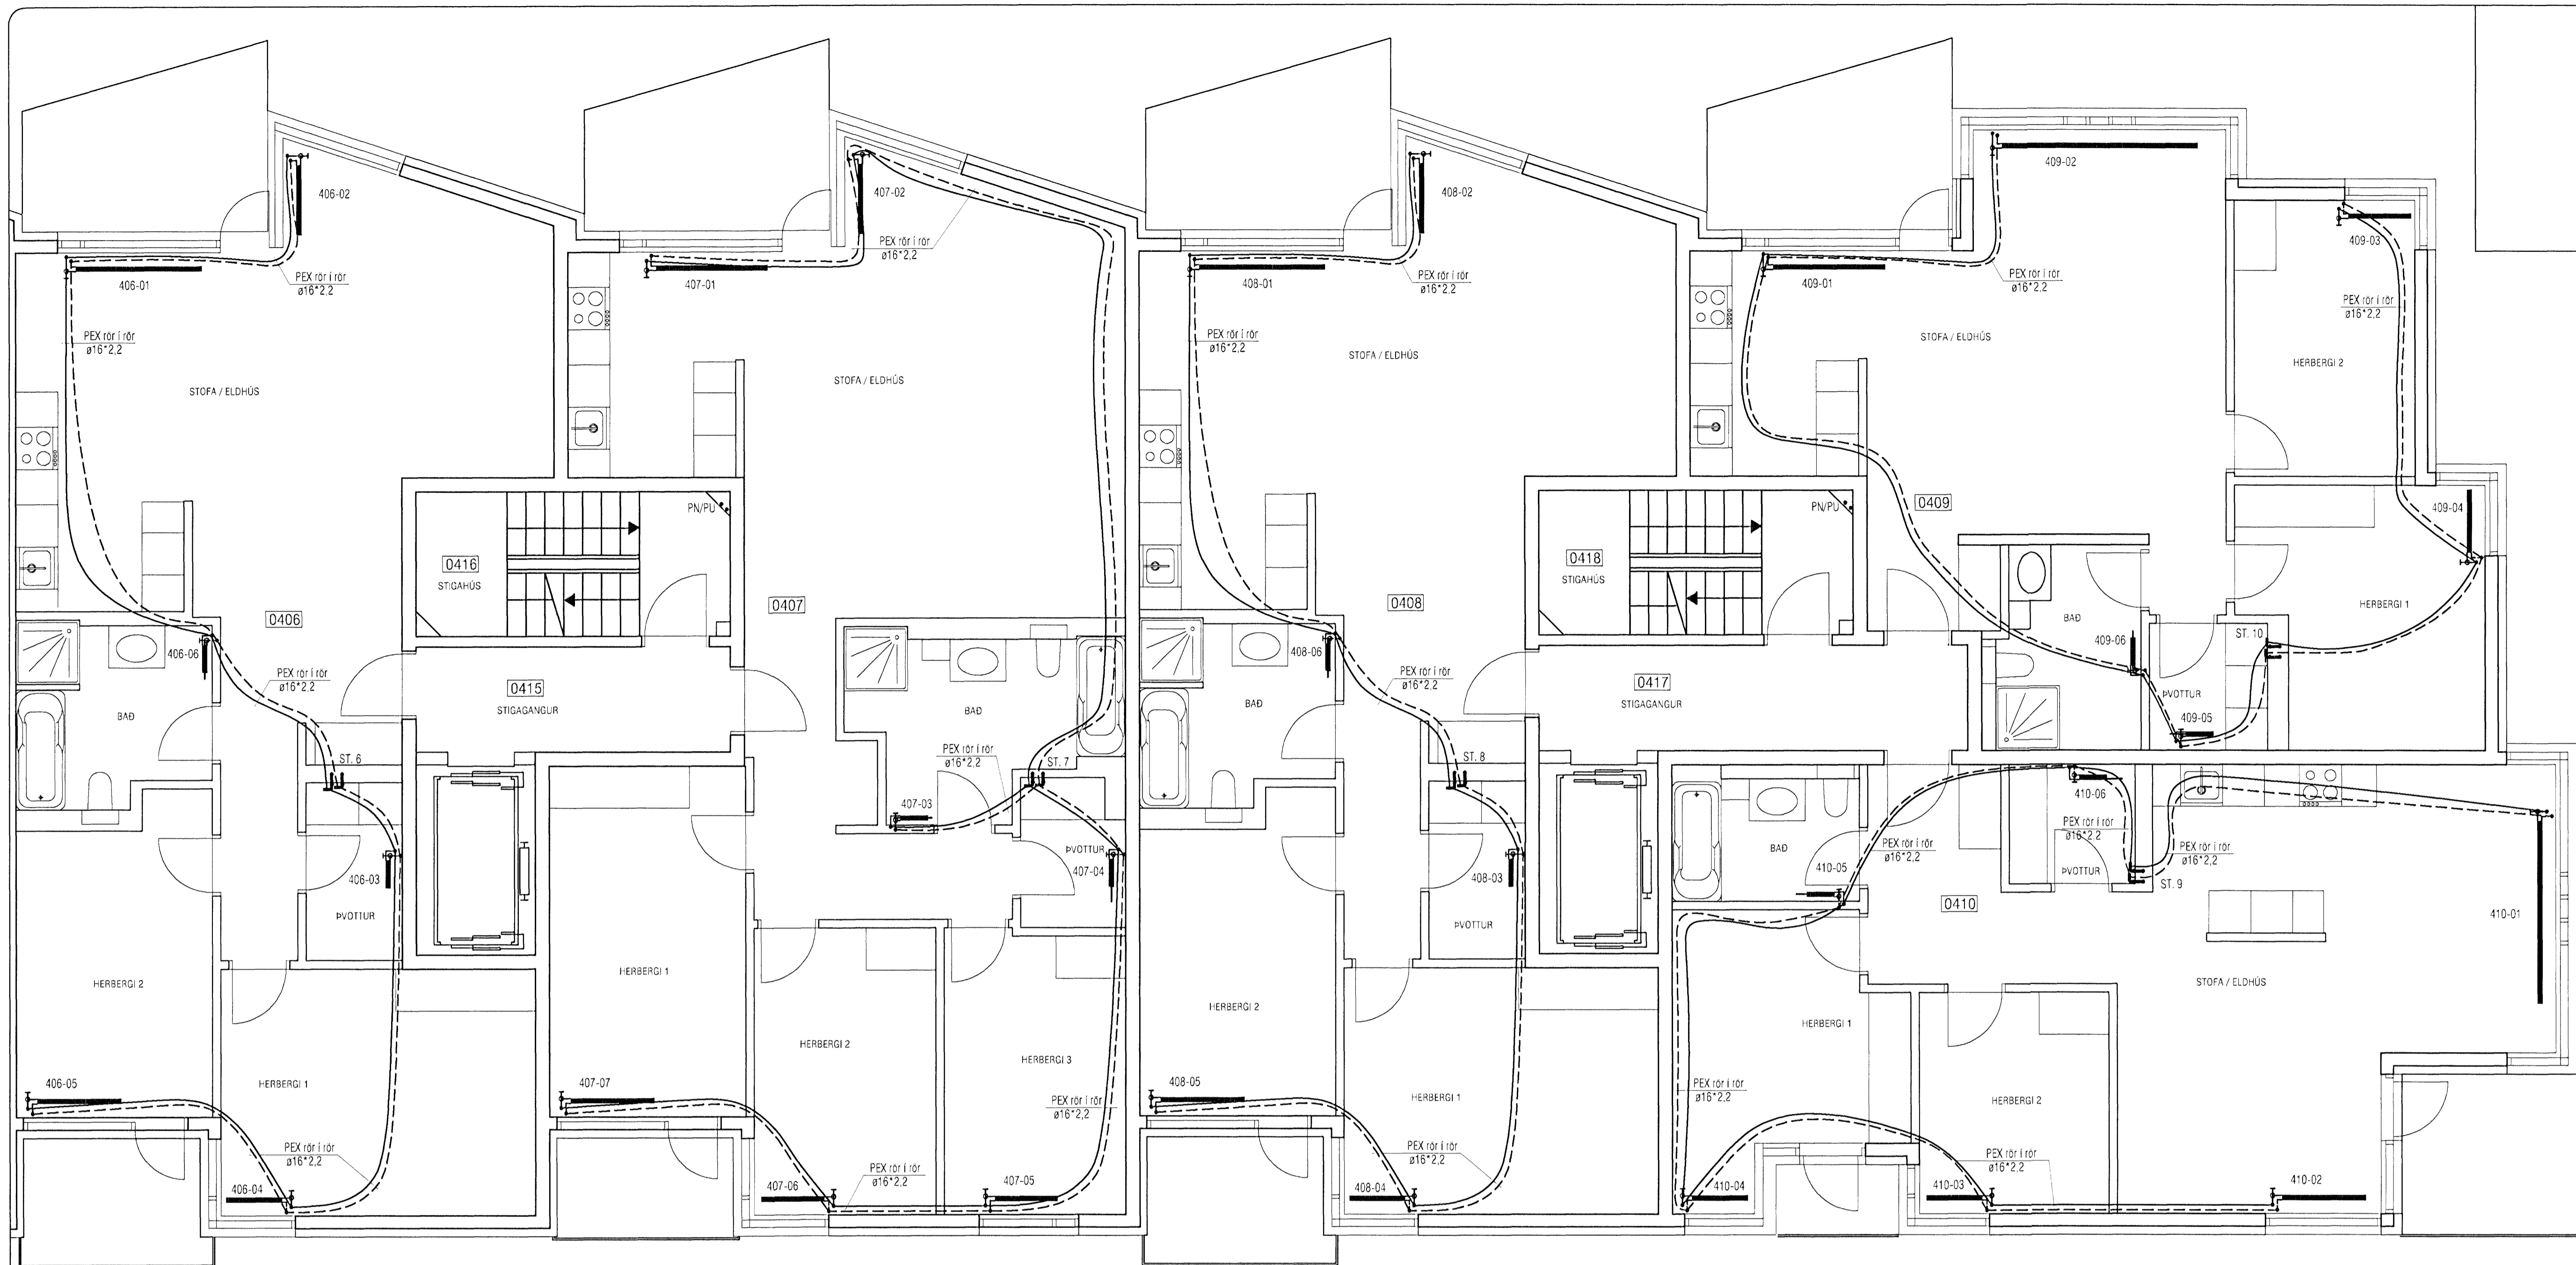 406-02
PEX rör í rör
ø16*2,2
406-01
PEX rör í rör
ø16*2,2
STOFA / ELDHÚS
0406
406-06
PEX rör í rör
ø16*2,2
BAÐ
ST. 6
406-03
ÞVOTTUR
HERBERGI 2
406-05
HERBERGI 1
PEX rör í rör
ø16*2,2
406-04
0416
STIGAHÚS
PN/PU
0415
STIGAGANGUR
407-02
PEX rör í rör
ø16*2,2
407-01
STOFA / ELDHÚS
0407
BAÐ
PEX rör í rör
ø16*2,2
ST. 7
407-03
ÞVOTTUR
407-04
HERBERGI 1
HERBERGI 2
HERBERGI 3
407-07
PEX rör í rör
ø16*2,2
PEX rör í rör
ø16*2,2
407-06
407-05
408-02
PEX rör í rör
ø16*2,2
408-01
PEX rör í rör
ø16*2,2
STOFA / ELDHÚS
0408
408-06
PEX rör í rör
ø16*2,2
BAÐ
ST. 8
408-03
ÞVOTTUR
HERBERGI 2
408-05
HERBERGI 1
PEX rör í rör
ø16*2,2
408-04
0418
STIGAHÚS
PN/PU
0417
STIGAGANGUR
409-02
409-03
409-01
PEX rör í rör
ø16*2,2
PEX rör í rör
ø16*2,2
STOFA / ELDHÚS
HERBERGI 2
0409
409-04
HERBERGI 1
BAÐ
409-06
ST. 10
ÞVOTTUR
409-05
410-06
PEX rör í rör
ø16*2,2
PEX rör í rör
ø16*2,2
PEX rör í rör
ø16*2,2
BAÐ
410-05
ÞVOTTUR
ST. 9
0410
410-01
STOFA / ELDHÚS
HERBERGI 1
PEX rör í rör
ø16*2,2
HERBERGI 2
PEX rör í rör
ø16*2,2
410-04
410-03
410-02